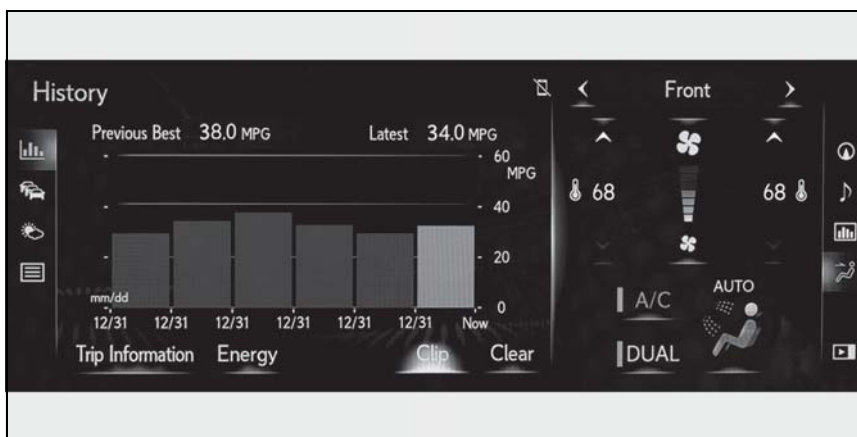 History
Front
Previous Best 38.0 MPG
Latest 34.0 MPG
60
MPG
40
20
0
68
68
mm/dd
12/31 12/31 12/31 12/31 12/31 12/31 Now
Trip Information Energy Clip Clear
AUTO
A/C
DUAL